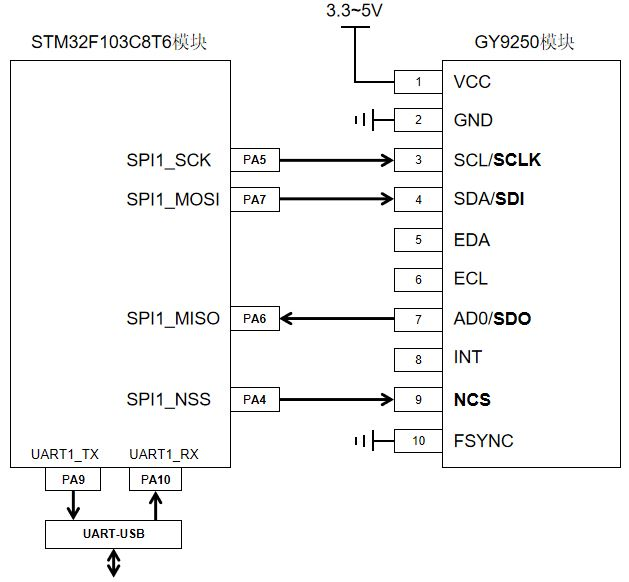 3.3~5V
STM32F103C8T6模块
GY9250模块
1 VCC
2 GND
SPI1_SCK PA5 3 SCL/SCLK
SPI1_MOSI PA7 4 SDA/SDI
5 EDA
6 ECL
SPI1_MISO PA6 7 AD0/SDO
8 INT
SPI1_NSS PA4 9 NCS
10 FSYNC
UART1_TX UART1_RX
PA9 PA10
UART-USB